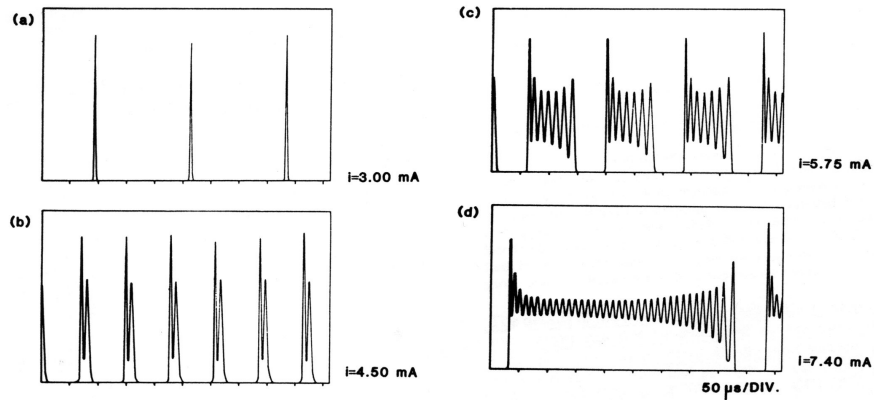 (a)
i=3.00 mA
(b)
i=4.50 mA
(c)
i=5.75 mA
(d)
i=7.40 mA
50 µs/DIV.